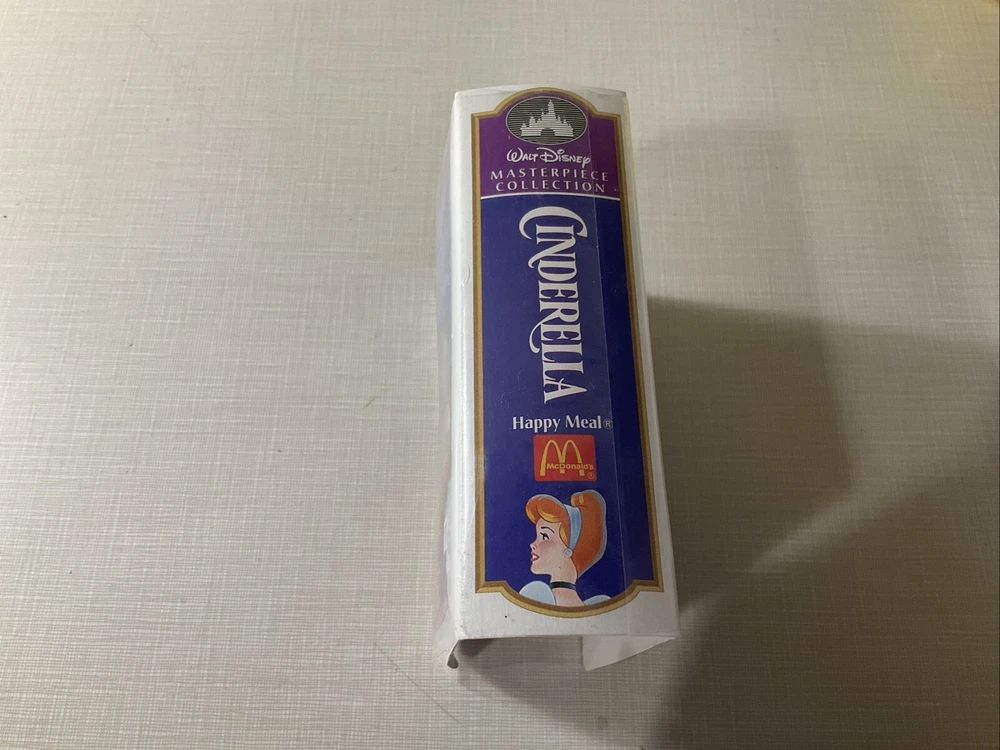 Walt Disney
MASTERPIECE
COLLECTION
CINDERELLA
Happy Meal®
McDonald's®